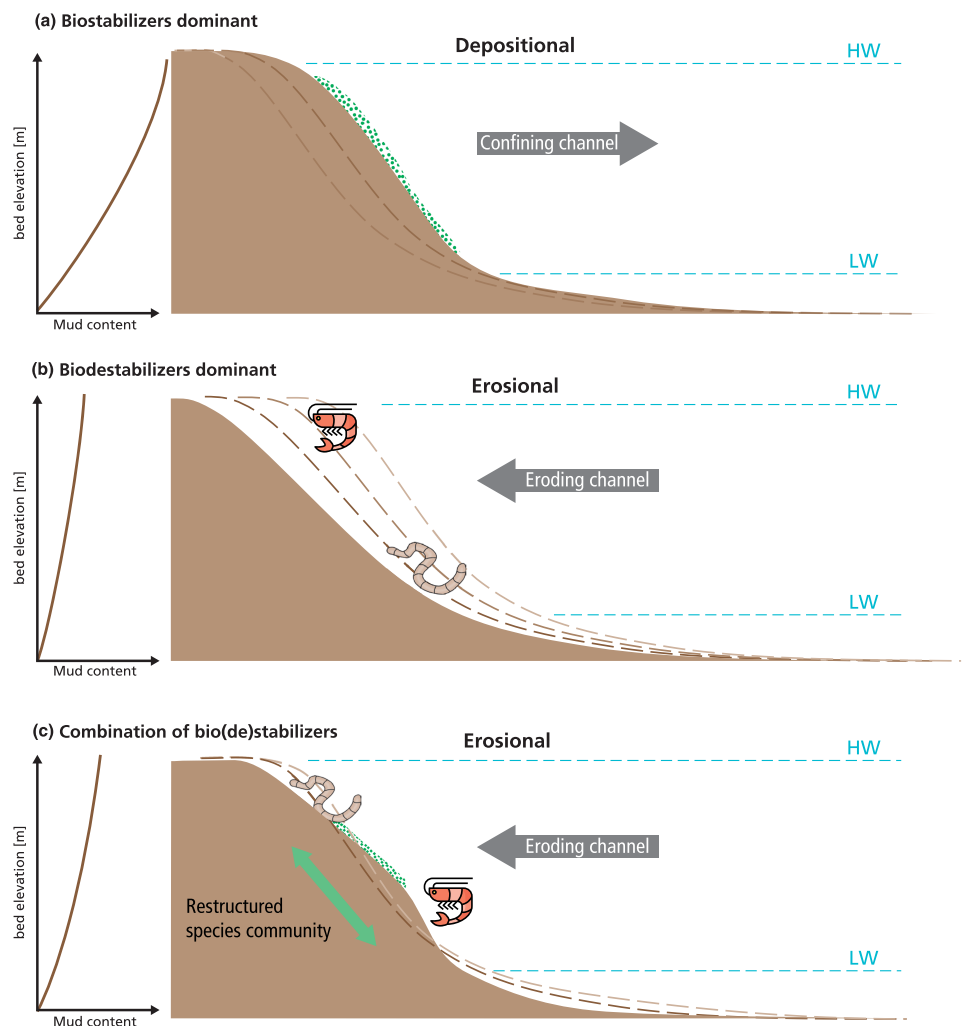 (a) Biostabilizers dominant
Depositional
HW
Confining channel
LW
bed elevation [m]
Mud content
(b) Biodestabilizers dominant
Erosional
HW
Eroding channel
LW
bed elevation [m]
Mud content
(c) Combination of bio(de)stabilizers
Erosional
HW
Eroding channel
Restructured
species community
LW
bed elevation [m]
Mud content